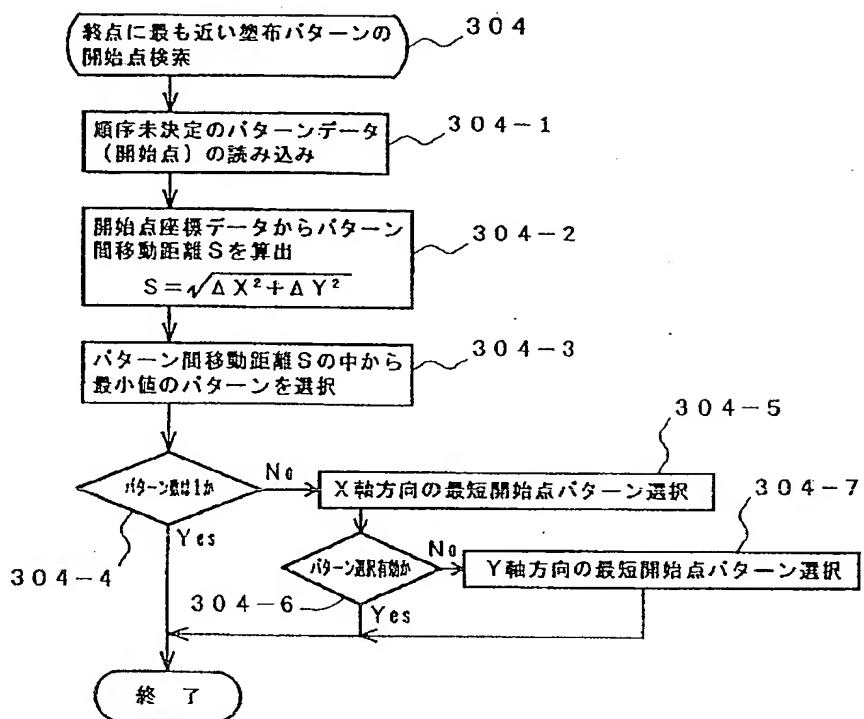 終点に最も近い塗布パターンの
開始点検索
304
順序未決定のパターンデータ
(開始点)の読み込み
304-1
開始点座標データからパターン
間移動距離Sを算出
S=√ΔX²+ΔY²
304-2
パターン間移動距離Sの中から
最小値のパターンを選択
304-3
304-5
パターン数は1か
No
X軸方向の最短開始点パターン選択
304-7
Yes
304-4
パターン選択有効か
No
Y軸方向の最短開始点パターン選択
304-6
Yes
終 了